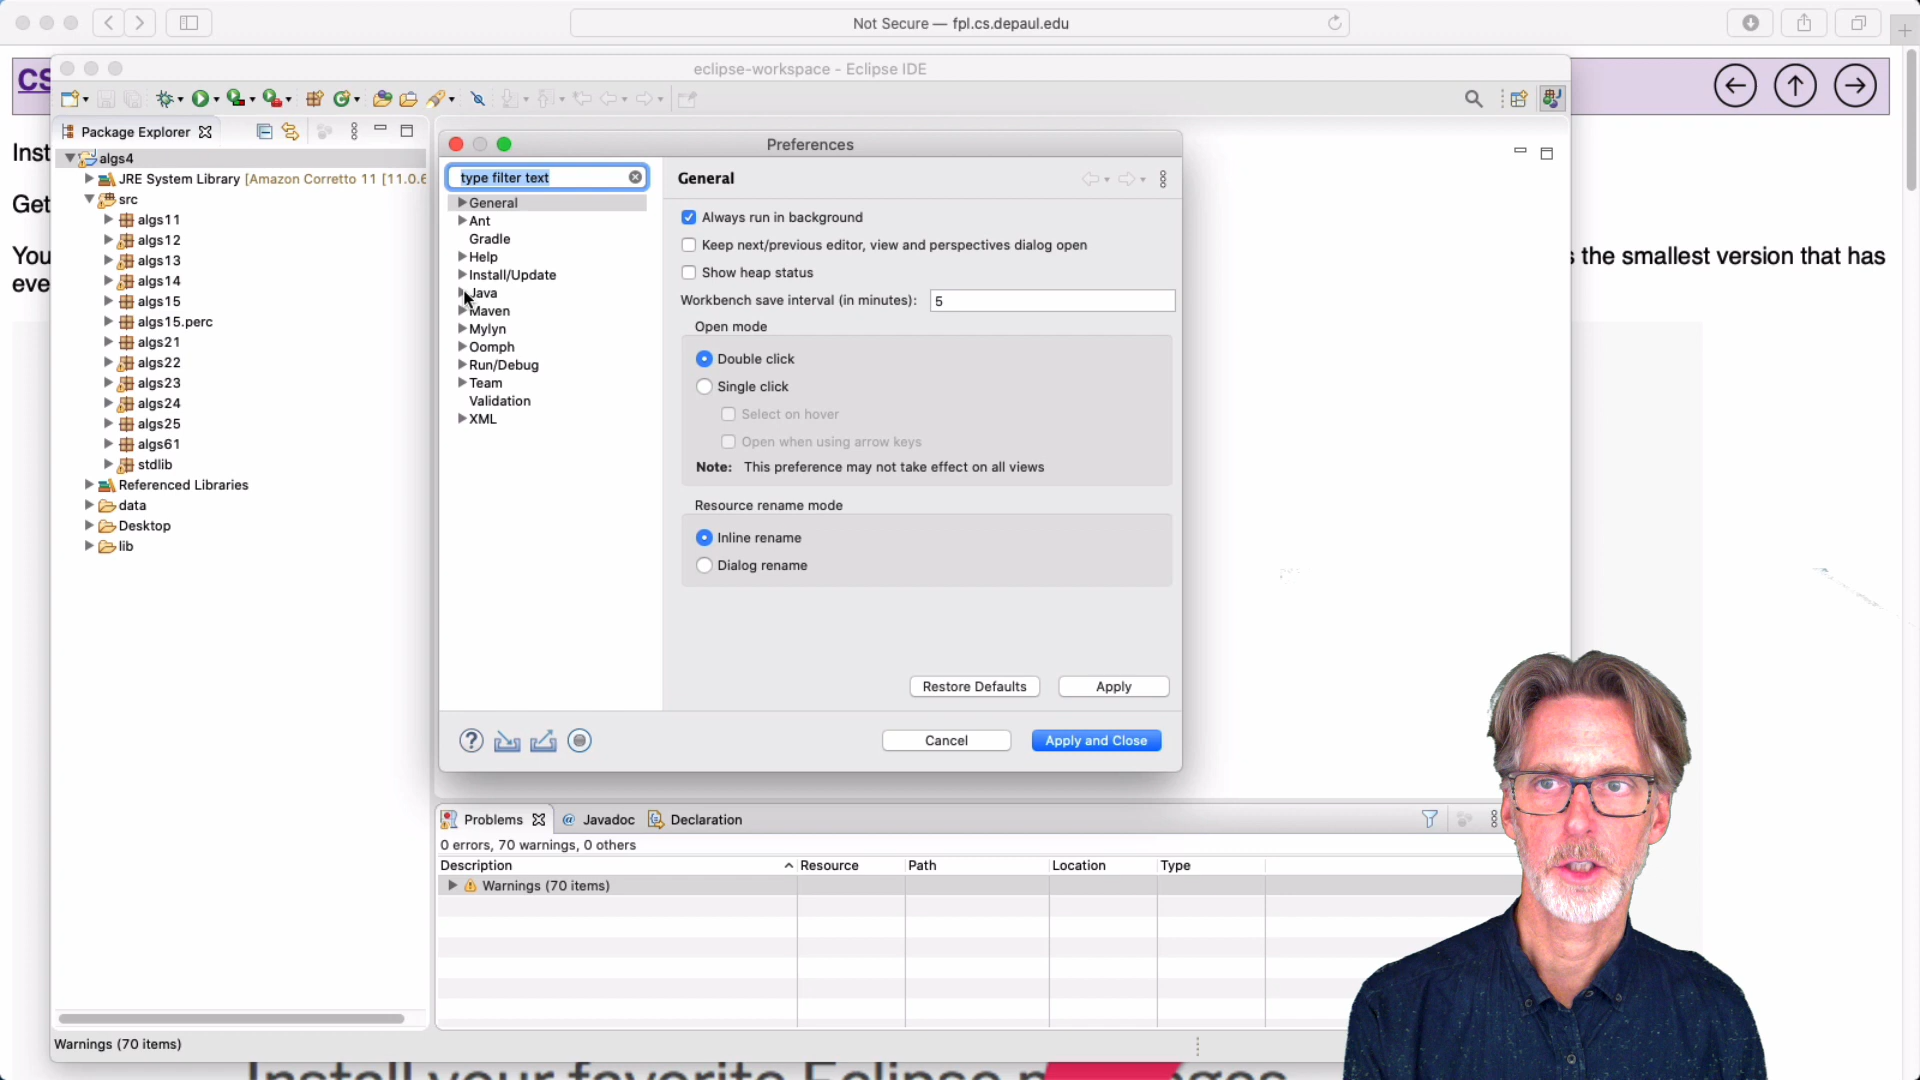 Not Secure — fpl.cs.depaul.edu
CS
eclipse-workspace - Eclipse IDE
Package Explorer
algs4
JRE System Library [Amazon Corretto 11 [11.0.6
src
algs11
algs12
algs13
algs14
algs15
algs15.perc
algs21
algs22
algs23
algs24
algs25
algs61
stdlib
Referenced Libraries
data
Desktop
lib
Inst
Get
You
eve
s the smallest version that has
Preferences
type filter text
General
Ant
Gradle
Help
Install/Update
Java
Maven
Mylyn
Oomph
Run/Debug
Team
Validation
XML
General
Always run in background
Keep next/previous editor, view and perspectives dialog open
Show heap status
Workbench save interval (in minutes): 5
Open mode
Double click
Single click
Select on hover
Open when using arrow keys
Note: This preference may not take effect on all views
Resource rename mode
Inline rename
Dialog rename
Restore Defaults Apply
Cancel Apply and Close
Problems @ Javadoc Declaration
0 errors, 70 warnings, 0 others
Description Resource Path Location Type
Warnings (70 items)
Warnings (70 items)
Install your favorite Eclipse